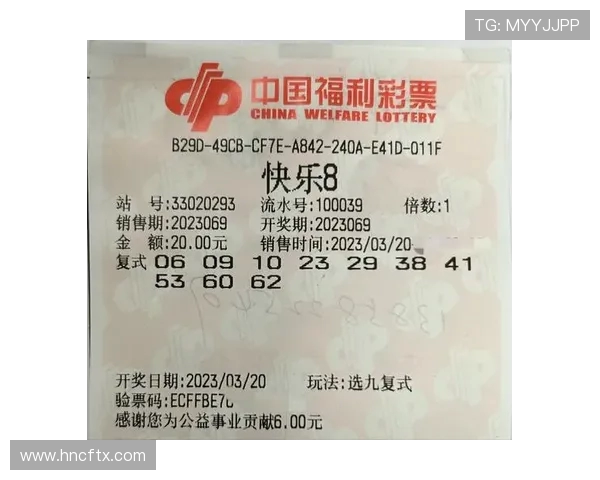 TG: MYYJJPP
中国福利彩票
CHINA WELFARE LOTTERY
B29D-49CB-CF7E-A842-240A-E41D-011F
快乐8
站 号:33020293 流水号:100039 倍数:1
销售期:2023069 开奖期:2023069
金 额:20.00元 销售时间:2023/03/20
复式 06 09 10 23 29 38 41
53 60 62
开奖日期:2023/03/20 玩法:选九复式
验票码:ECFFBE7
感谢您为公益事业贡献6.00元
www.hncftx.com